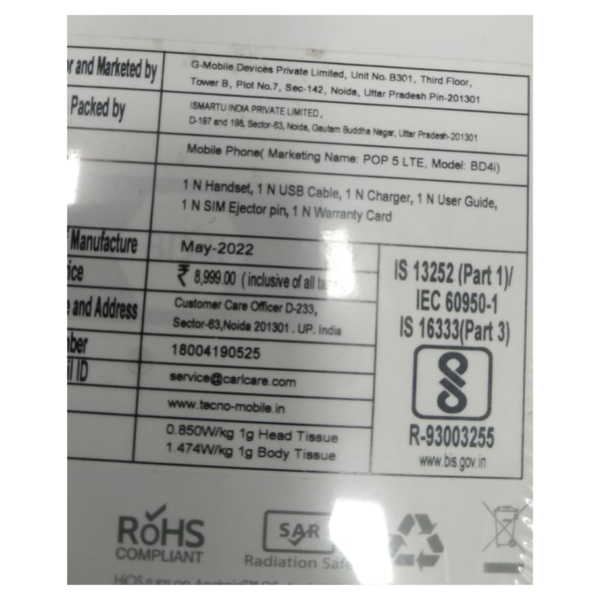 or and Marketed by
G-Mobile Devices Private Limited, Unit No. B301, Third Floor,
Tower B, Plot No.7, Sec-142, Noida, Uttar Pradesh Pin-201301
Packed by
ISMARTU INDIA PRIVATE LIMITED,
D-197 and 198, Sector-63, Noida, Gautam Buddha Nagar, Uttar Pradesh-201301
Mobile Phone( Marketing Name: POP 5 LTE, Model: BD4i)
1 N Handset, 1 N USB Cable, 1 N Charger, 1 N User Guide,
1 N SIM Ejector pin, 1 N Warranty Card
Manufacture
May-2022
ice
₹ 8,999.00 (inclusive of all
and Address
Customer Care Officer D-233,
Sector-63,Noida 201301 . UP. India
ber
18004190525
il ID
service@carlcare.com
www.tecno-mobile.in
0.850W/kg 1g Head Tissue
1.474W/kg 1g Body Tissue
IS 13252 (Part 1)/
IEC 60950-1
IS 16333(Part 3)
R-93003255
www.bis.gov.in
RoHS
COMPLIANT
SAR
Radiation Safe
HiOS runs on Android™